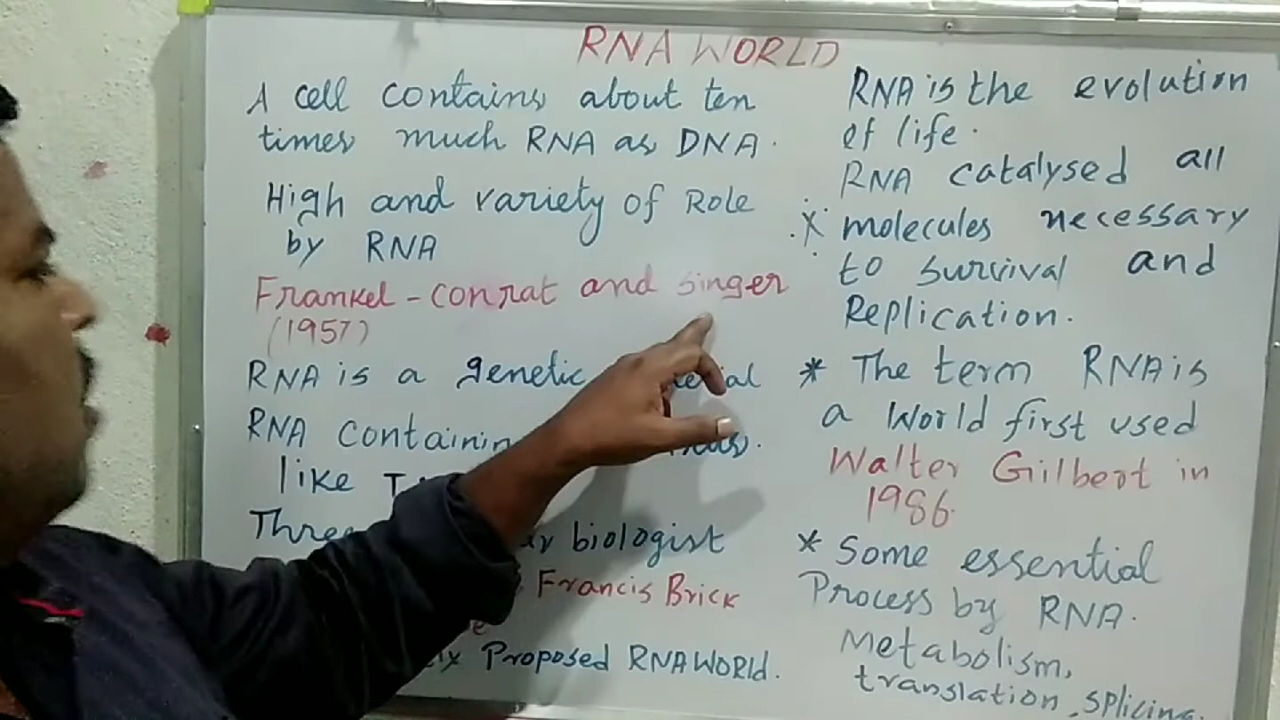 RNA WORLD
A cell contains about ten
times much RNA as DNA.
High and variety of Role
by RNA
Frankel - conrat and singer
(1957)
RNA is a genetic
RNA
like
biologist
Francis Brick
Proposed RNA WORLD.
RNA is the evolution
of life.
RNA catalysed all
molecules necessary
to survival and
Replication.
* The term RNA is
a World first used
Walter Gilbert in
1986.
* Some essential
Process by RNA.
Metabolism,
translation, splicing